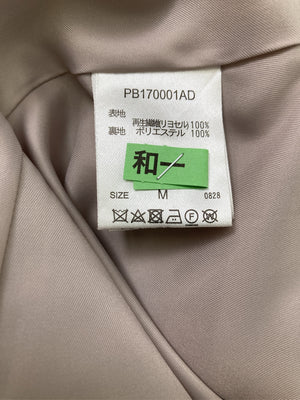 PB170001AD
表地
再生繊維(リヨセル)100%
裏地 ポリエステル 100%
和一
SIZE M 0828